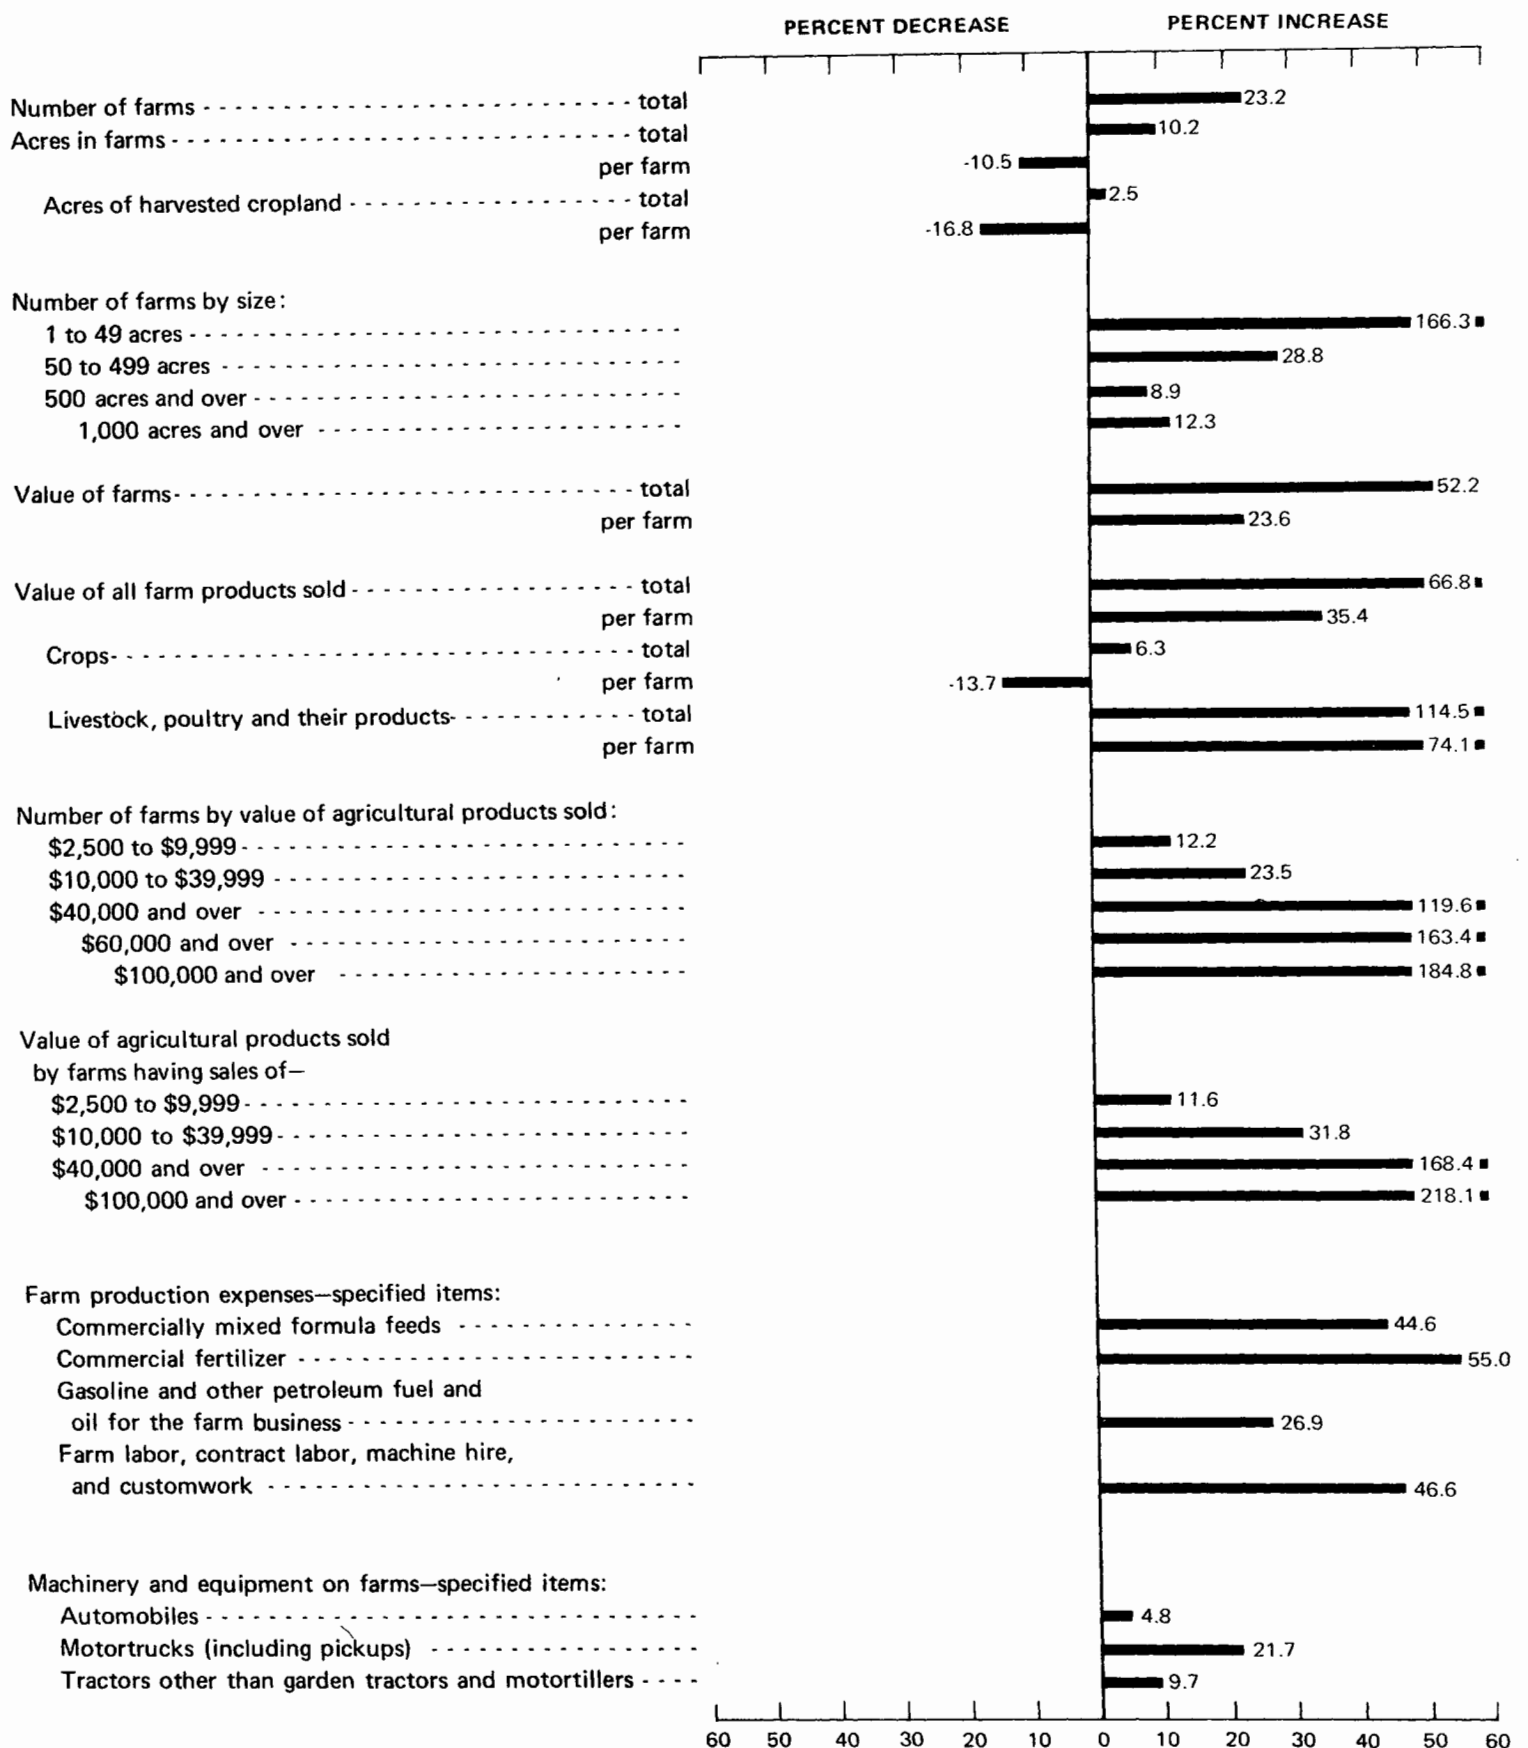 PERCENT DECREASE PERCENT INCREASE
Number of farms - - - total 23.2
Acres in farms - - - total 10.2
per farm -10.5
Acres of harvested cropland - - - total 2.5
per farm -16.8
Number of farms by size:
1 to 49 acres - - - 166.3
50 to 499 acres - - - 28.8
500 acres and over - - - 8.9
1,000 acres and over - - - 12.3
Value of farms - - - total 52.2
per farm 23.6
Value of all farm products sold - - - total 66.8
per farm 35.4
Crops - - - total 6.3
per farm -13.7
Livestock, poultry and their products - - - total 114.5
per farm 74.1
Number of farms by value of agricultural products sold:
$2,500 to $9,999 - - - 12.2
$10,000 to $39,999 - - - 23.5
$40,000 and over - - - 119.6
$60,000 and over - - - 163.4
$100,000 and over - - - 184.8
Value of agricultural products sold
by farms having sales of—
$2,500 to $9,999 - - - 11.6
$10,000 to $39,999 - - - 31.8
$40,000 and over - - - 168.4
$100,000 and over - - - 218.1
Farm production expenses—specified items:
Commercially mixed formula feeds - - - 44.6
Commercial fertilizer - - - 55.0
Gasoline and other petroleum fuel and
oil for the farm business - - - 26.9
Farm labor, contract labor, machine hire,
and customwork - - - 46.6
Machinery and equipment on farms—specified items:
Automobiles - - - 4.8
Motortrucks (including pickups) - - - 21.7
Tractors other than garden tractors and motortillers - - - 9.7
60 50 40 30 20 10 0 10 20 30 40 50 60